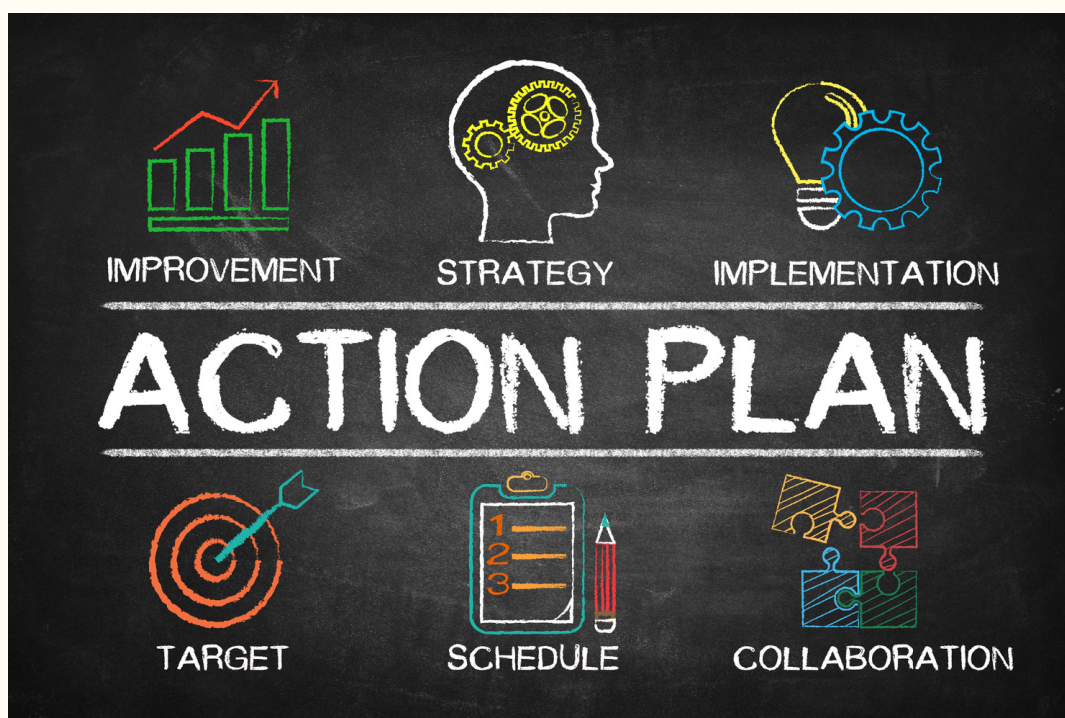 IMPROVEMENT
STRATEGY
IMPLEMENTATION
ACTION PLAN
1
2
3
TARGET
SCHEDULE
COLLABORATION